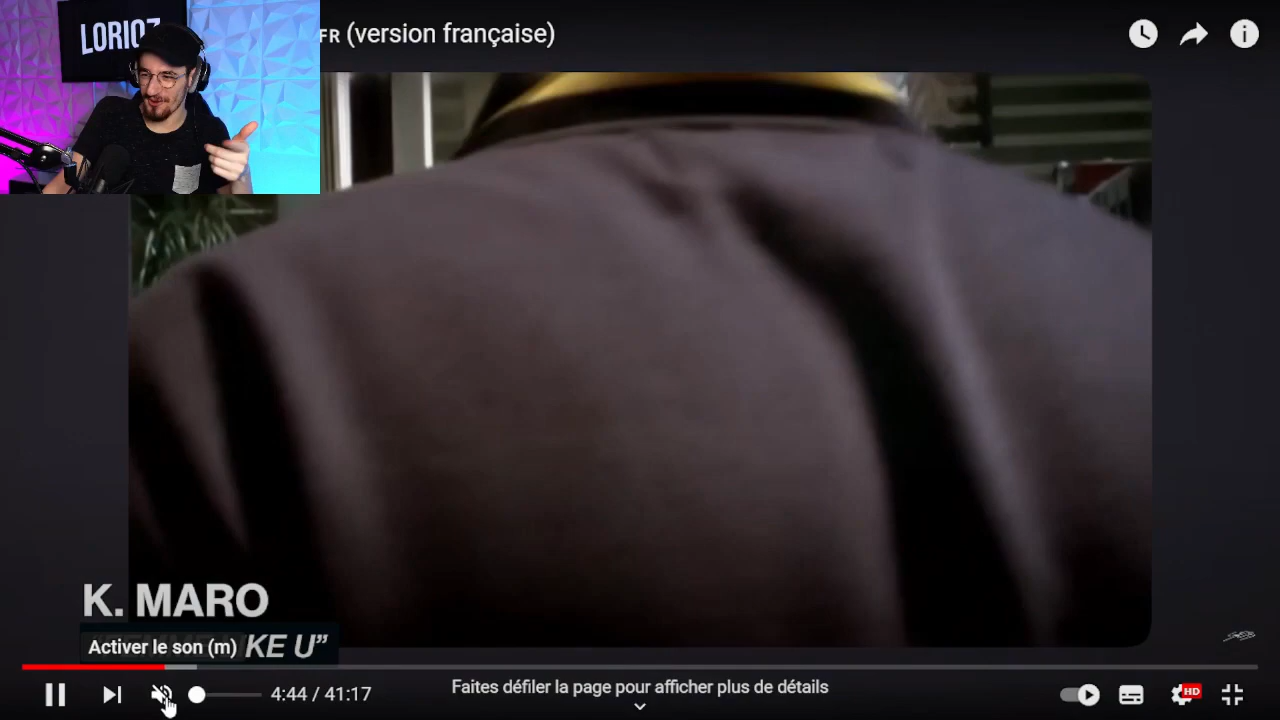 LORIOZ
FR (version française)
K. MARO
KE U”
Activer le son (m)
4:44 / 41:17
Faites défiler la page pour afficher plus de détails
HD